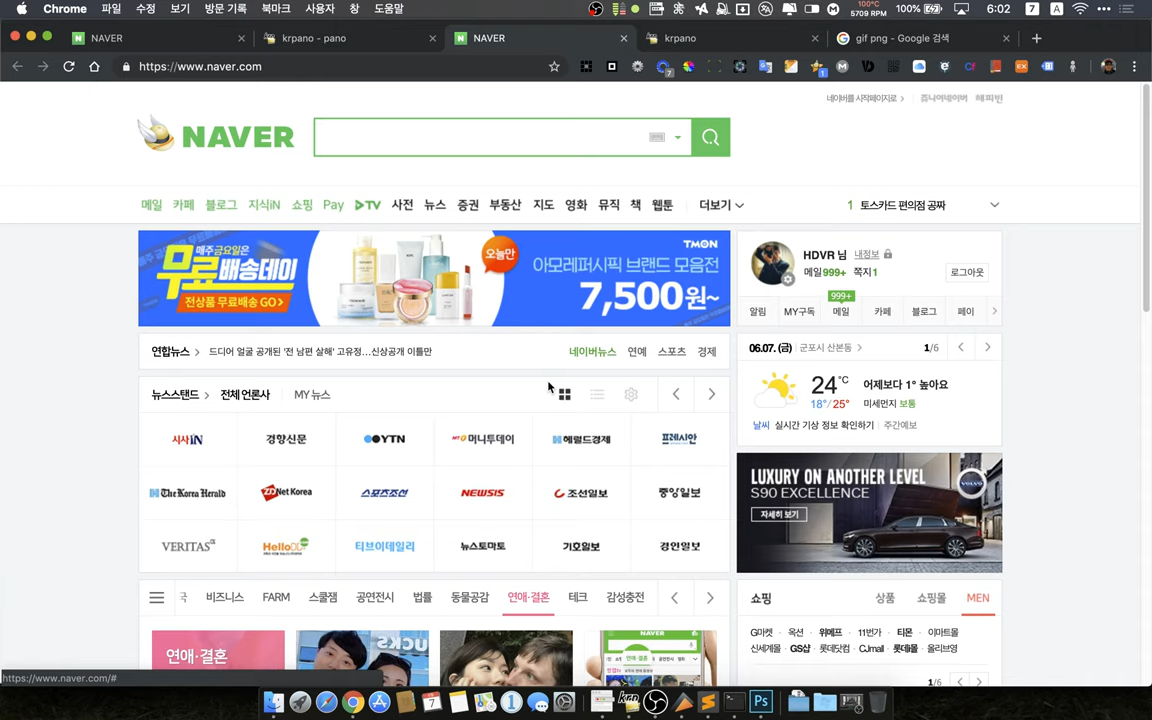 Chrome 파일 수정 보기 방문 기록 북마크 사용자 창 도움말
16°C
5709 RPM
100%
6:02
7
A
NAVER
krpano - pano
NAVER
krpano
gif png - Google 검색
https://www.naver.com
네이버를 시작페이지로 쥬니어네이버 해피빈
NAVER
메일 카페 블로그 지식iN 쇼핑 Pay TV 사전 뉴스 증권 부동산 지도 영화 뮤직 책 웹툰 더보기
1 토스카드 편의점 공짜
매주금요일은
무료배송데이
전상품 무료배송 GO>
오늘만
TMON
아모레퍼시픽 브랜드 모음전
7,500원~
HDVR 님 내정보
메일999+ 쪽지1
로그아웃
999+
알림 MY구독 메일 카페 블로그 페이
연합뉴스 드디어 얼굴 공개된 '전 남편 살해' 고유정...신상공개 이틀만
네이버뉴스 연예 스포츠 경제
06.07. (금) 군포시 산본동 1/6
24°C
18°/25°
어제보다 1° 높아요
미세먼지 보통
날씨 실시간 기상 정보 확인하기 주간예보
뉴스스탠드 전체 언론사 MY 뉴스
시사IN 경향신문 YTN 머니투데이 헤럴드경제 프레시안
The Korea Herald ZDNet Korea 스포츠조선 NEWSIS 조선일보 중앙일보
VERITAS HelloDD 티브이데일리 뉴스토마토 기호일보 경인일보
LUXURY ON ANOTHER LEVEL
S90 EXCELLENCE
자세히 보기
VOLVO
국 비즈니스 FARM 스쿨잼 공연전시 법률 동물공감 연애·결혼 테크 감성충전
쇼핑 상품 쇼핑몰 MEN
G마켓 옥션 위메프 11번가 티몬 이마트몰
신세계몰 GS샵 롯데닷컴 CJmall 롯데아이몰 올리브영
1/6
연애·결혼
NAVER
https://www.naver.com/#